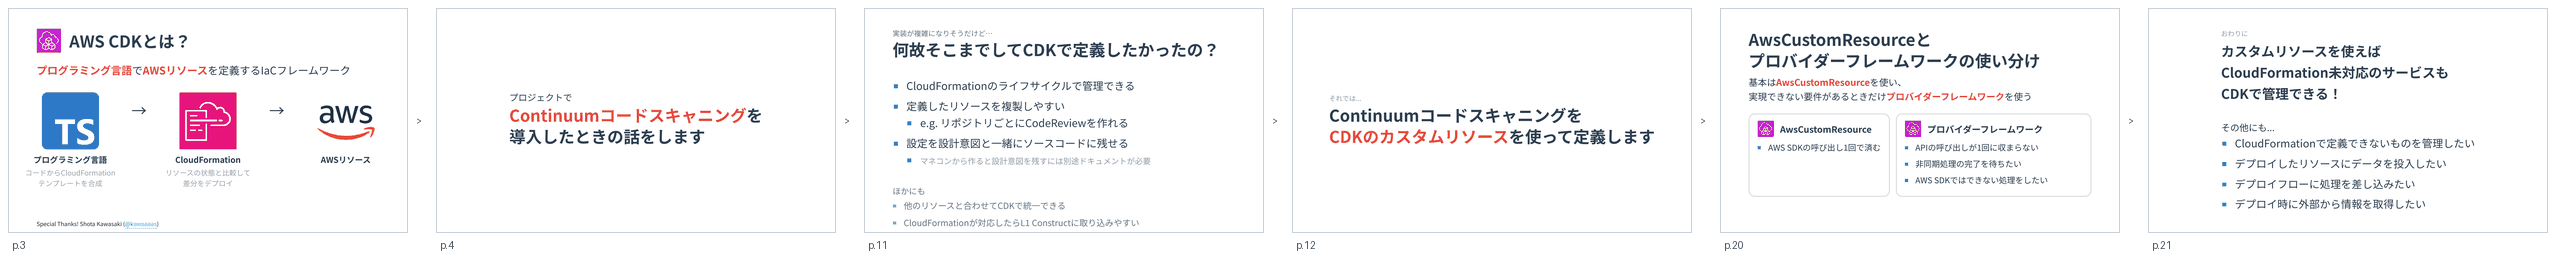 AWS CDKとは？
プログラミング言語でAWSリソースを定義するIaCフレームワーク
TS
→
→
aws
プログラミング言語
コードからCloudFormation
テンプレートを合成
CloudFormation
リソースの状態と比較して
差分をデプロイ
AWSリソース
Special Thanks! Shota Kawasaki (@kawaaaas)
p.3
>
プロジェクトで
Continuumコードスキャニングを
導入したときの話をします
p.4
>
実装が複雑になりそうだけど…
何故そこまでしてCDKで定義したかったの？
CloudFormationのライフサイクルで管理できる
定義したリソースを複製しやすい
e.g. リポジトリごとにCodeReviewを作れる
設定を設計意図と一緒にソースコードに残せる
マネコンから作ると設計意図を残すには別途ドキュメントが必要
ほかにも
他のリソースと合わせてCDKで統一できる
CloudFormationが対応したらL1 Constructに取り込みやすい
p.11
>
それでは...
Continuumコードスキャニングを
CDKのカスタムリソースを使って定義します
p.12
>
AwsCustomResourceと
プロバイダーフレームワークの使い分け
基本はAwsCustomResourceを使い、
実現できない要件があるときだけプロバイダーフレームワークを使う
AwsCustomResource
AWS SDKの呼び出し1回で済む
プロバイダーフレームワーク
APIの呼び出しが1回に収まらない
非同期処理の完了を待ちたい
AWS SDKではできない処理をしたい
p.20
>
おわりに
カスタムリソースを使えば
CloudFormation未対応のサービスも
CDKで管理できる！
その他にも...
CloudFormationで定義できないものを管理したい
デプロイしたリソースにデータを投入したい
デプロイフローに処理を差し込みたい
デプロイ時に外部から情報を取得したい
p.21